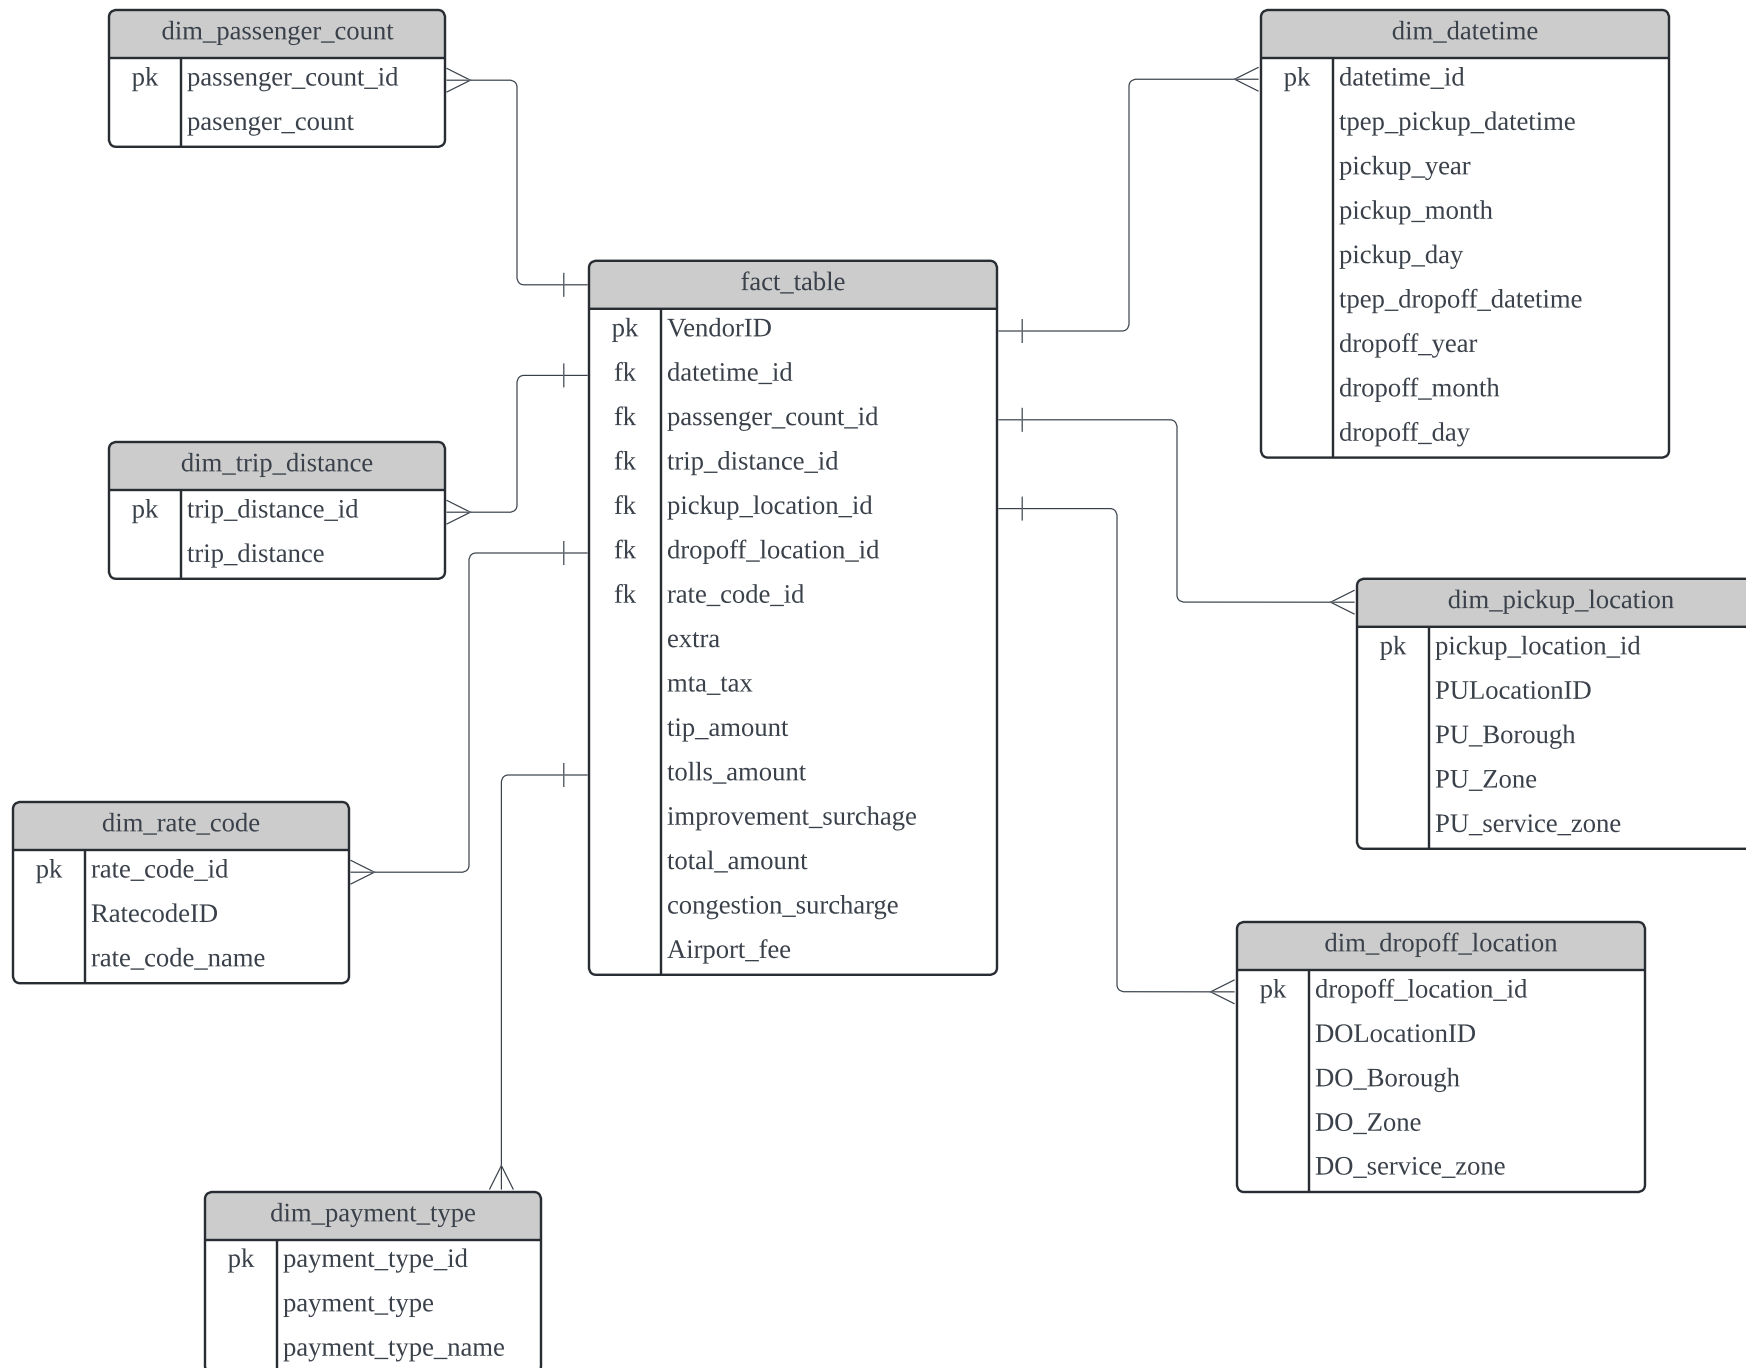 dim_passenger_count
pk passenger_count_id
pasenger_count
dim_datetime
pk datetime_id
tpep_pickup_datetime
pickup_year
pickup_month
pickup_day
tpep_dropoff_datetime
dropoff_year
dropoff_month
dropoff_day
fact_table
pk VendorID
fk datetime_id
fk passenger_count_id
fk trip_distance_id
fk pickup_location_id
fk dropoff_location_id
fk rate_code_id
extra
mta_tax
tip_amount
tolls_amount
improvement_surchage
total_amount
congestion_surcharge
Airport_fee
dim_trip_distance
pk trip_distance_id
trip_distance
dim_pickup_location
pk pickup_location_id
PULocationID
PU_Borough
PU_Zone
PU_service_zone
dim_rate_code
pk rate_code_id
RatecodeID
rate_code_name
dim_dropoff_location
pk dropoff_location_id
DOLocationID
DO_Borough
DO_Zone
DO_service_zone
dim_payment_type
pk payment_type_id
payment_type
payment_type_name